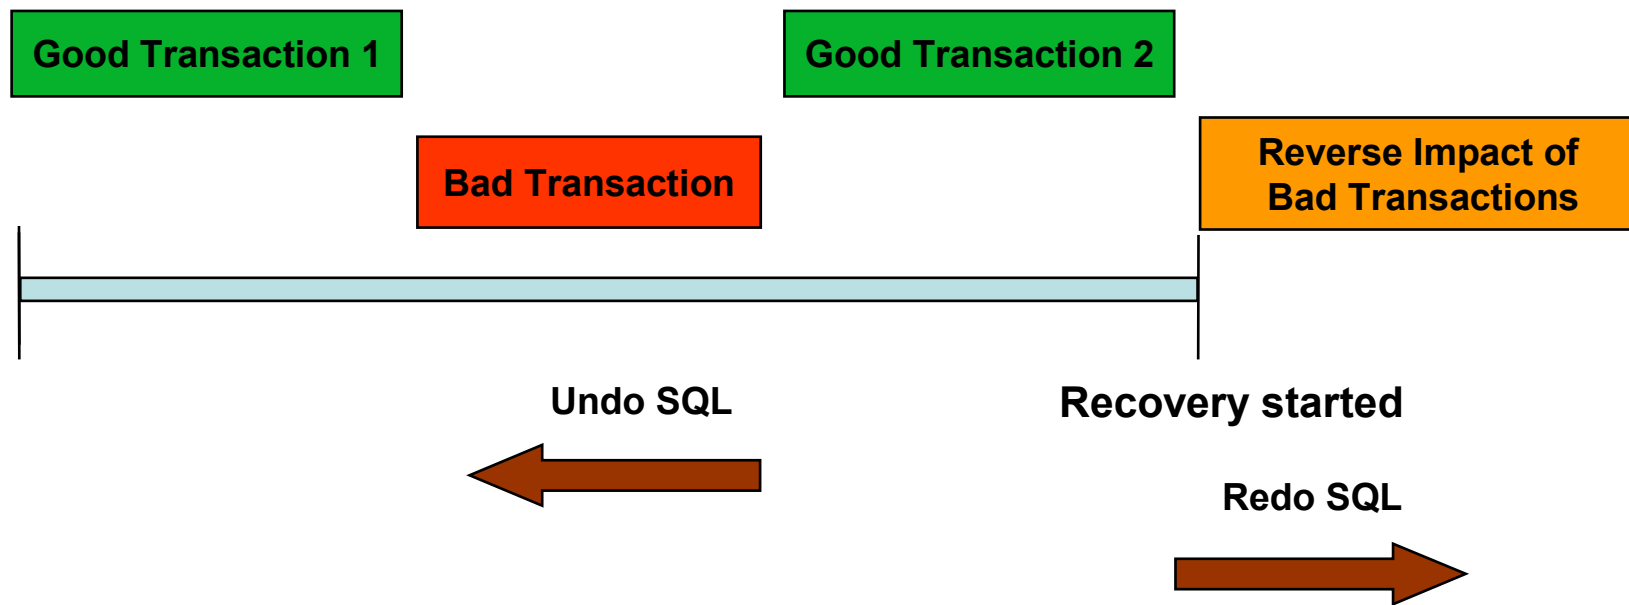 Good Transaction 1
Good Transaction 2
Bad Transaction
Reverse Impact of
Bad Transactions
Undo SQL
Recovery started
Redo SQL